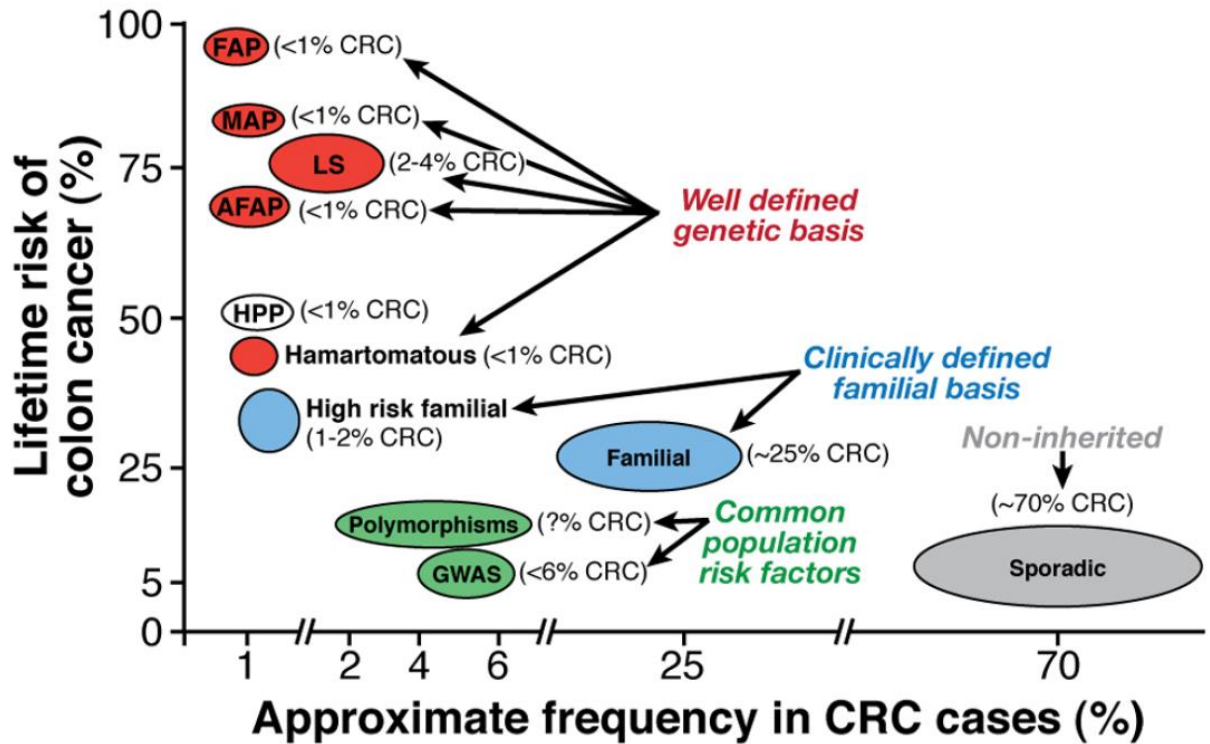 Lifetime risk of
colon cancer (%)
100
75
50
25
5
0
FAP (<1% CRC)
MAP (<1% CRC)
LS (2-4% CRC)
AFAP (<1% CRC)
Well defined
genetic basis
HPP (<1% CRC)
Hamartomatous (<1% CRC)
Clinically defined
familial basis
High risk familial
(1-2% CRC)
Familial (~25% CRC)
Non-inherited
(~70% CRC)
Sporadic
Polymorphisms (?% CRC)
GWAS (<6% CRC)
Common
population
risk factors
1 2 4 6 25 70
Approximate frequency in CRC cases (%)